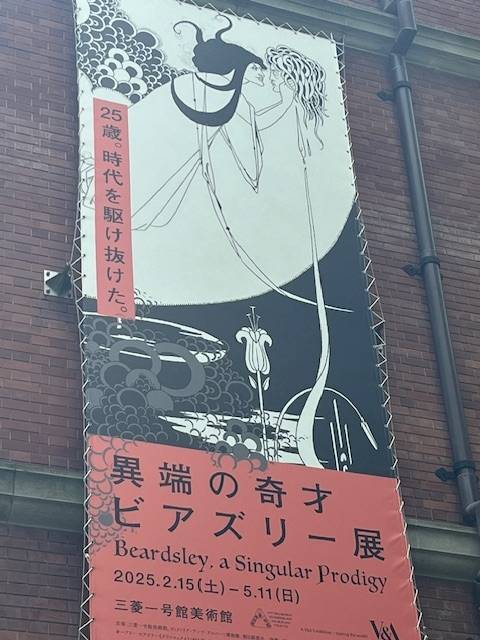 25歳。時代を駆け抜けた。
異端の奇才
ビアズリー展
Beardsley, a Singular Prodigy
2025.2.15(土)–5.11(日)
三菱一号館美術館
V&A